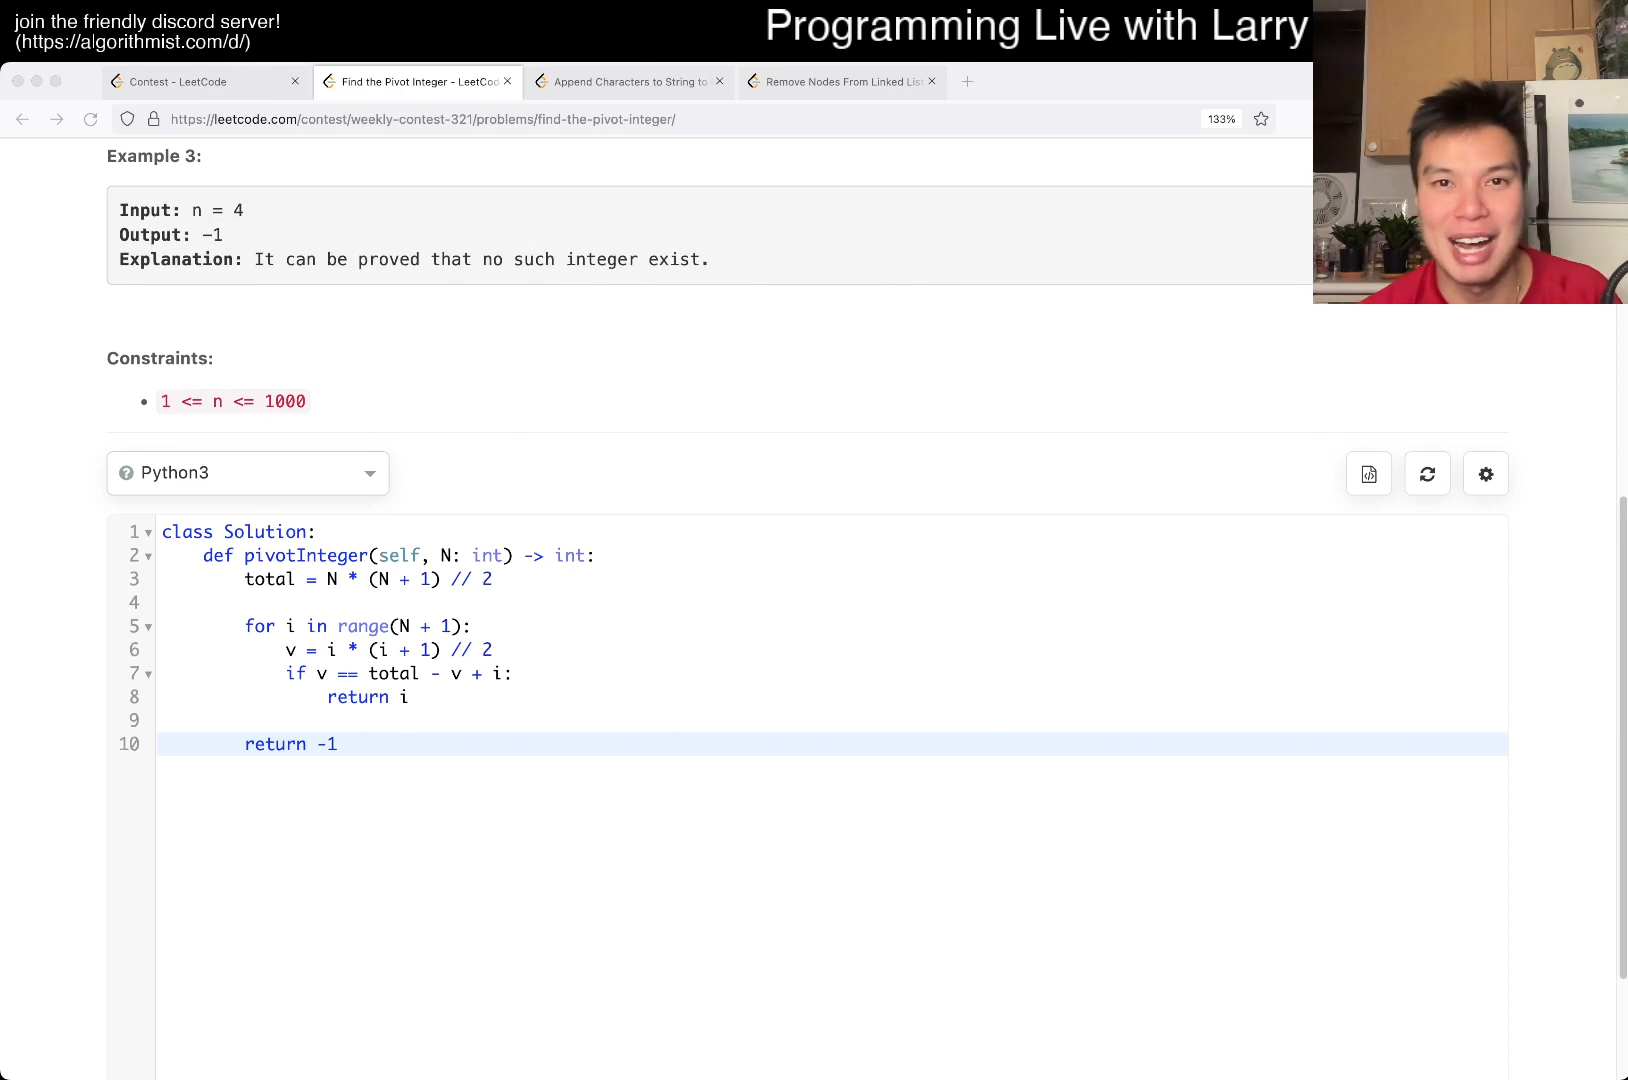 join the friendly discord server!
(https://algorithmist.com/d/)
Programming Live with Larry
Contest - LeetCode
Find the Pivot Integer - LeetCod
Append Characters to String to
Remove Nodes From Linked Lis
https://leetcode.com/contest/weekly-contest-321/problems/find-the-pivot-integer/
133%
Example 3:
Input: n = 4
Output: -1
Explanation: It can be proved that no such integer exist.
Constraints:
1 <= n <= 1000
Python3
1 class Solution:
2 def pivotInteger(self, N: int) -> int:
3 total = N * (N + 1) // 2
4
5 for i in range(N + 1):
6 v = i * (i + 1) // 2
7 if v == total - v + i:
8 return i
9
10 return -1